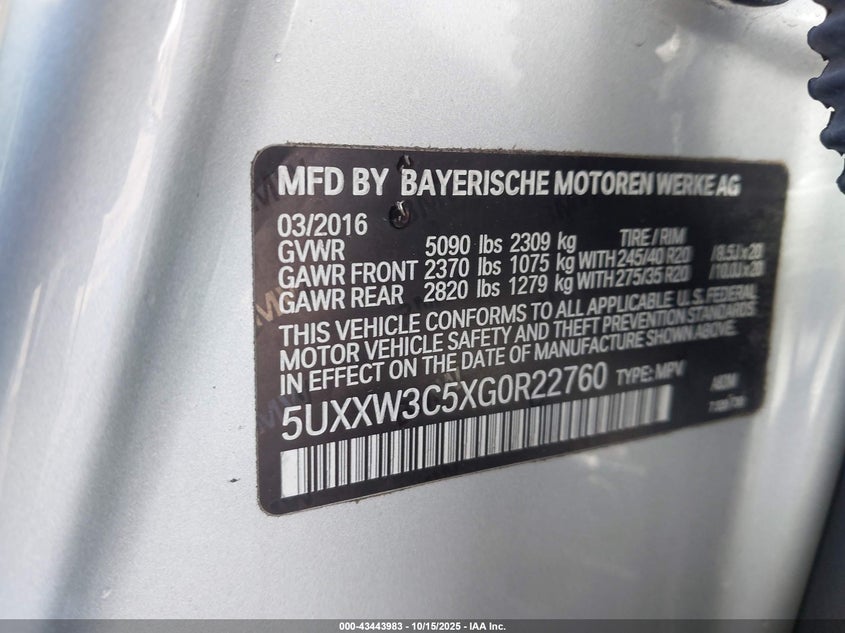 MFD BY BAYERISCHE MOTOREN WERKE AG
03/2016 TIRE / RIM
GVWR 5090 lbs 2309 kg
GAWR FRONT 2370 lbs 1075 kg WITH 245/40 R20 /8.5J x 20
GAWR REAR 2820 lbs 1279 kg WITH 275/35 R20 /10.0J x 20
THIS VEHICLE CONFORMS TO ALL APPLICABLE U.S. FEDERAL
MOTOR VEHICLE SAFETY AND THEFT PREVENTION STANDARDS
IN EFFECT ON THE DATE OF MANUFACTURE SHOWN ABOVE.
5UXXW3C5XG0R22760 TYPE: MPV
000-43443983 - 10/15/2025 - IAA Inc.